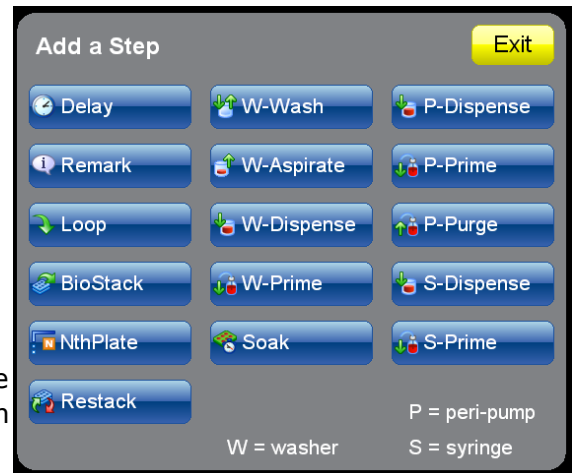 Add a Step
Exit
Delay
W-Wash
P-Dispense
Remark
W-Aspirate
P-Prime
Loop
W-Dispense
P-Purge
BioStack
W-Prime
S-Dispense
NthPlate
Soak
S-Prime
Restack
P = peri-pump
W = washer
S = syringe